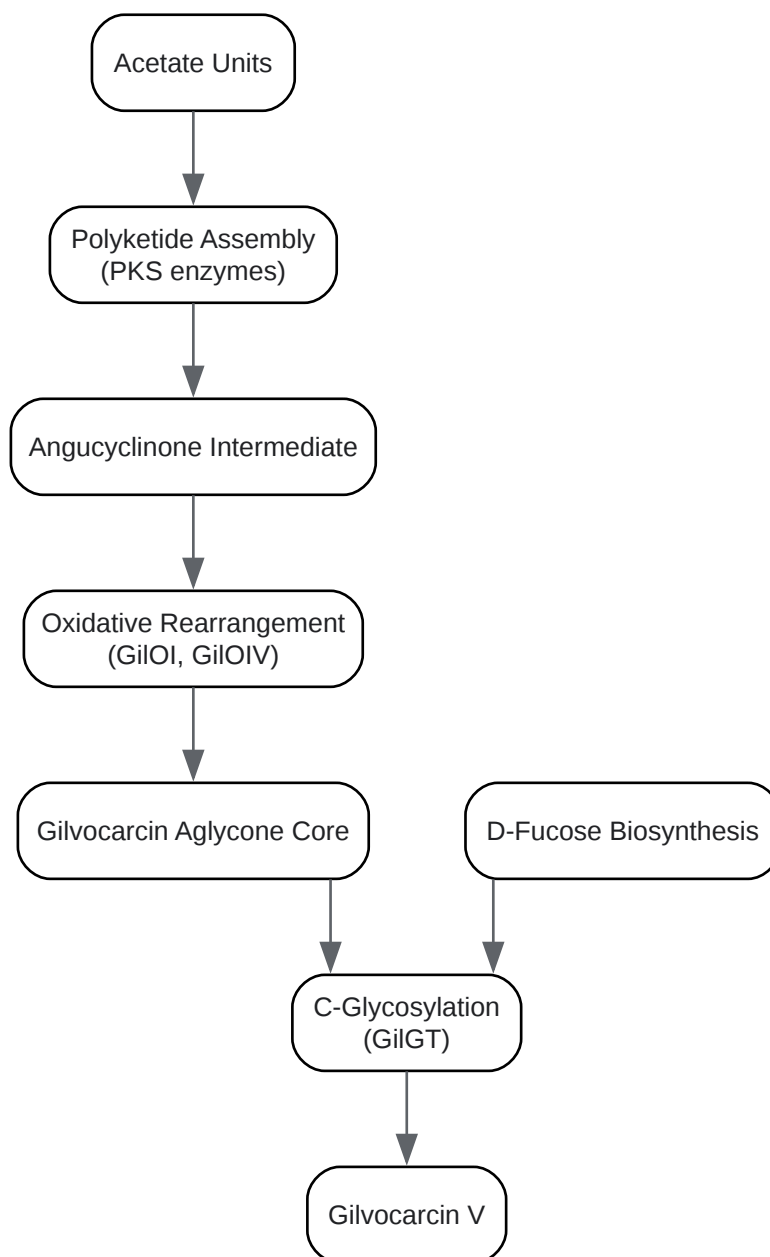 Acetate Units
Polyketide Assembly
(PKS enzymes)
Angucyclinone Intermediate
Oxidative Rearrangement
(GilOI, GilOIV)
Gilvocarcin Aglycone Core
D-Fucose Biosynthesis
C-Glycosylation
(GilGT)
Gilvocarcin V